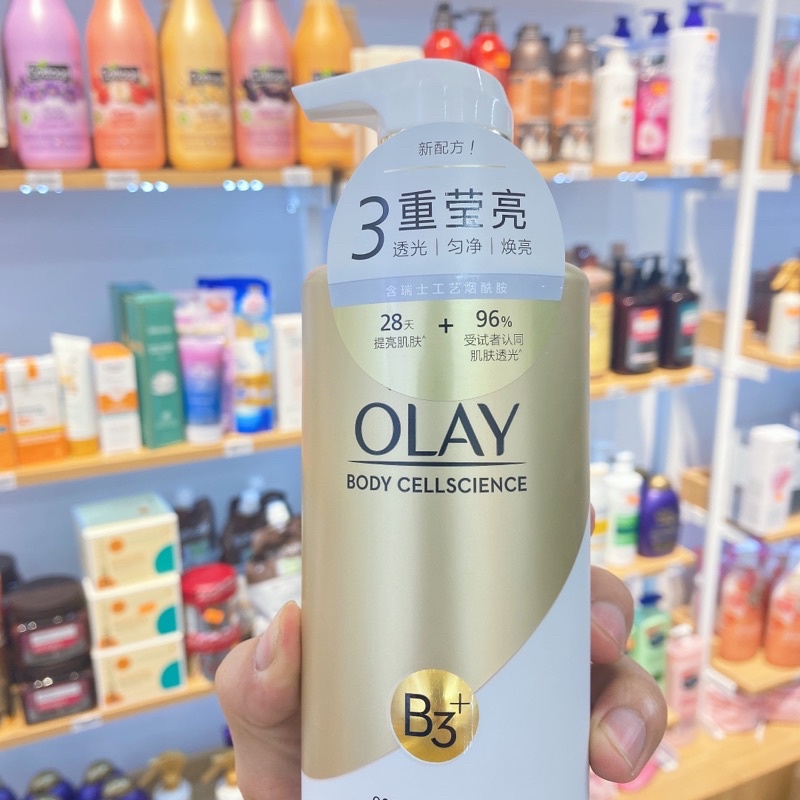 新配方！
3重莹亮
透光 | 匀净 | 焕亮
含瑞士工艺烟酰胺
28天 + 96%
提亮肌肤^ 受试者认同
肌肤透光^
OLAY
BODY CELLSCIENCE
B3+